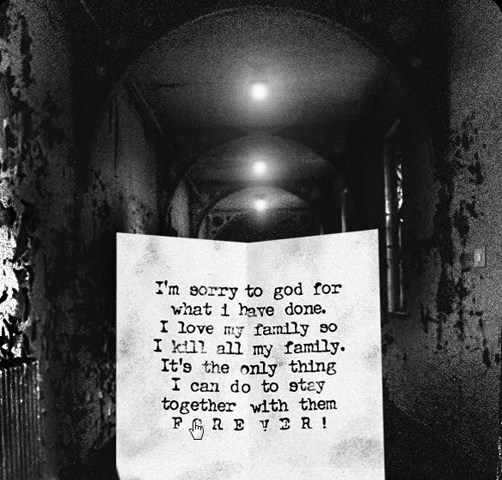 I'm sorry to god for
what i have done.
I love my family so
I kill all my family.
It's the only thing
I can do to stay
together with them
F O R E V E R !